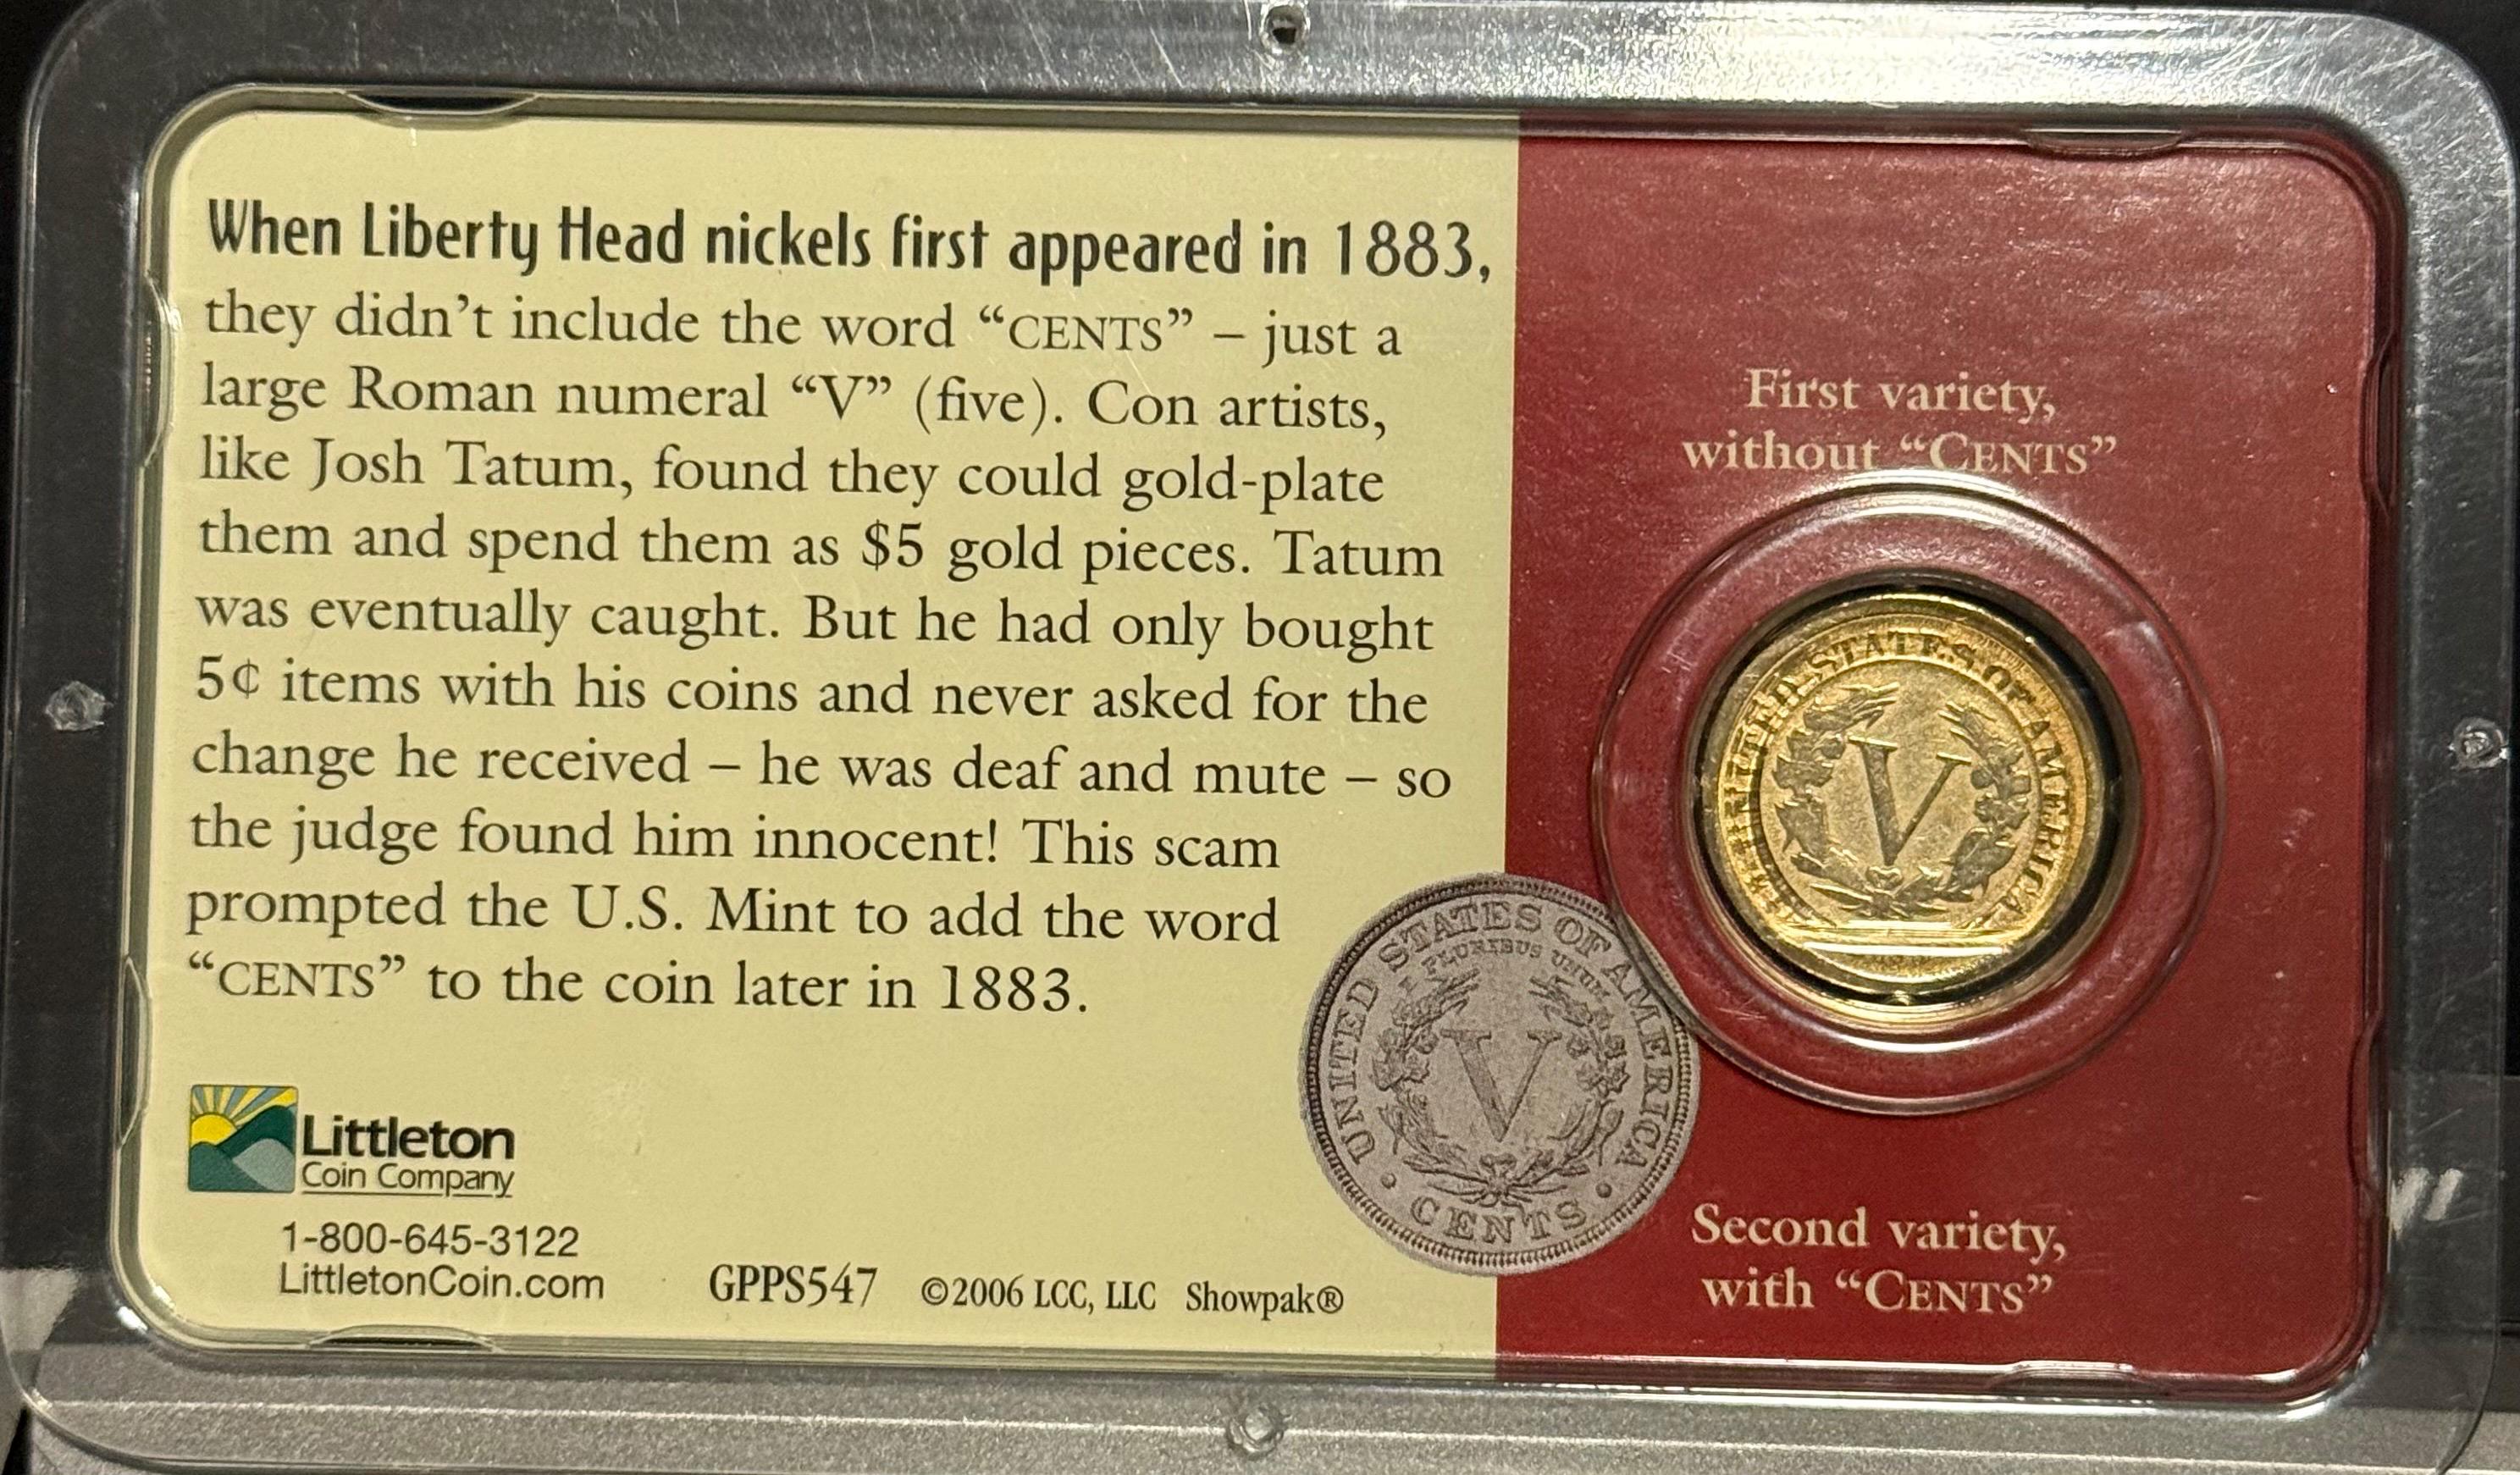 When Liberty Head nickels first appeared in 1883,
they didn't include the word “CENTS” – just a
large Roman numeral “V” (five). Con artists,
like Josh Tatum, found they could gold-plate
them and spend them as $5 gold pieces. Tatum
was eventually caught. But he had only bought
5¢ items with his coins and never asked for the
change he received – he was deaf and mute – so
the judge found him innocent! This scam
prompted the U.S. Mint to add the word
“CENTS” to the coin later in 1883.
Littleton
Coin Company
1-800-645-3122
LittletonCoin.com
GPPS547 ©2006 LCC, LLC Showpak®
First variety,
without “CENTS”
UNITED STATES OF AMERICA
V
UNITED STATES OF AMERICA
E PLURIBUS UNUM
V
• CENTS •
Second variety,
with “CENTS”